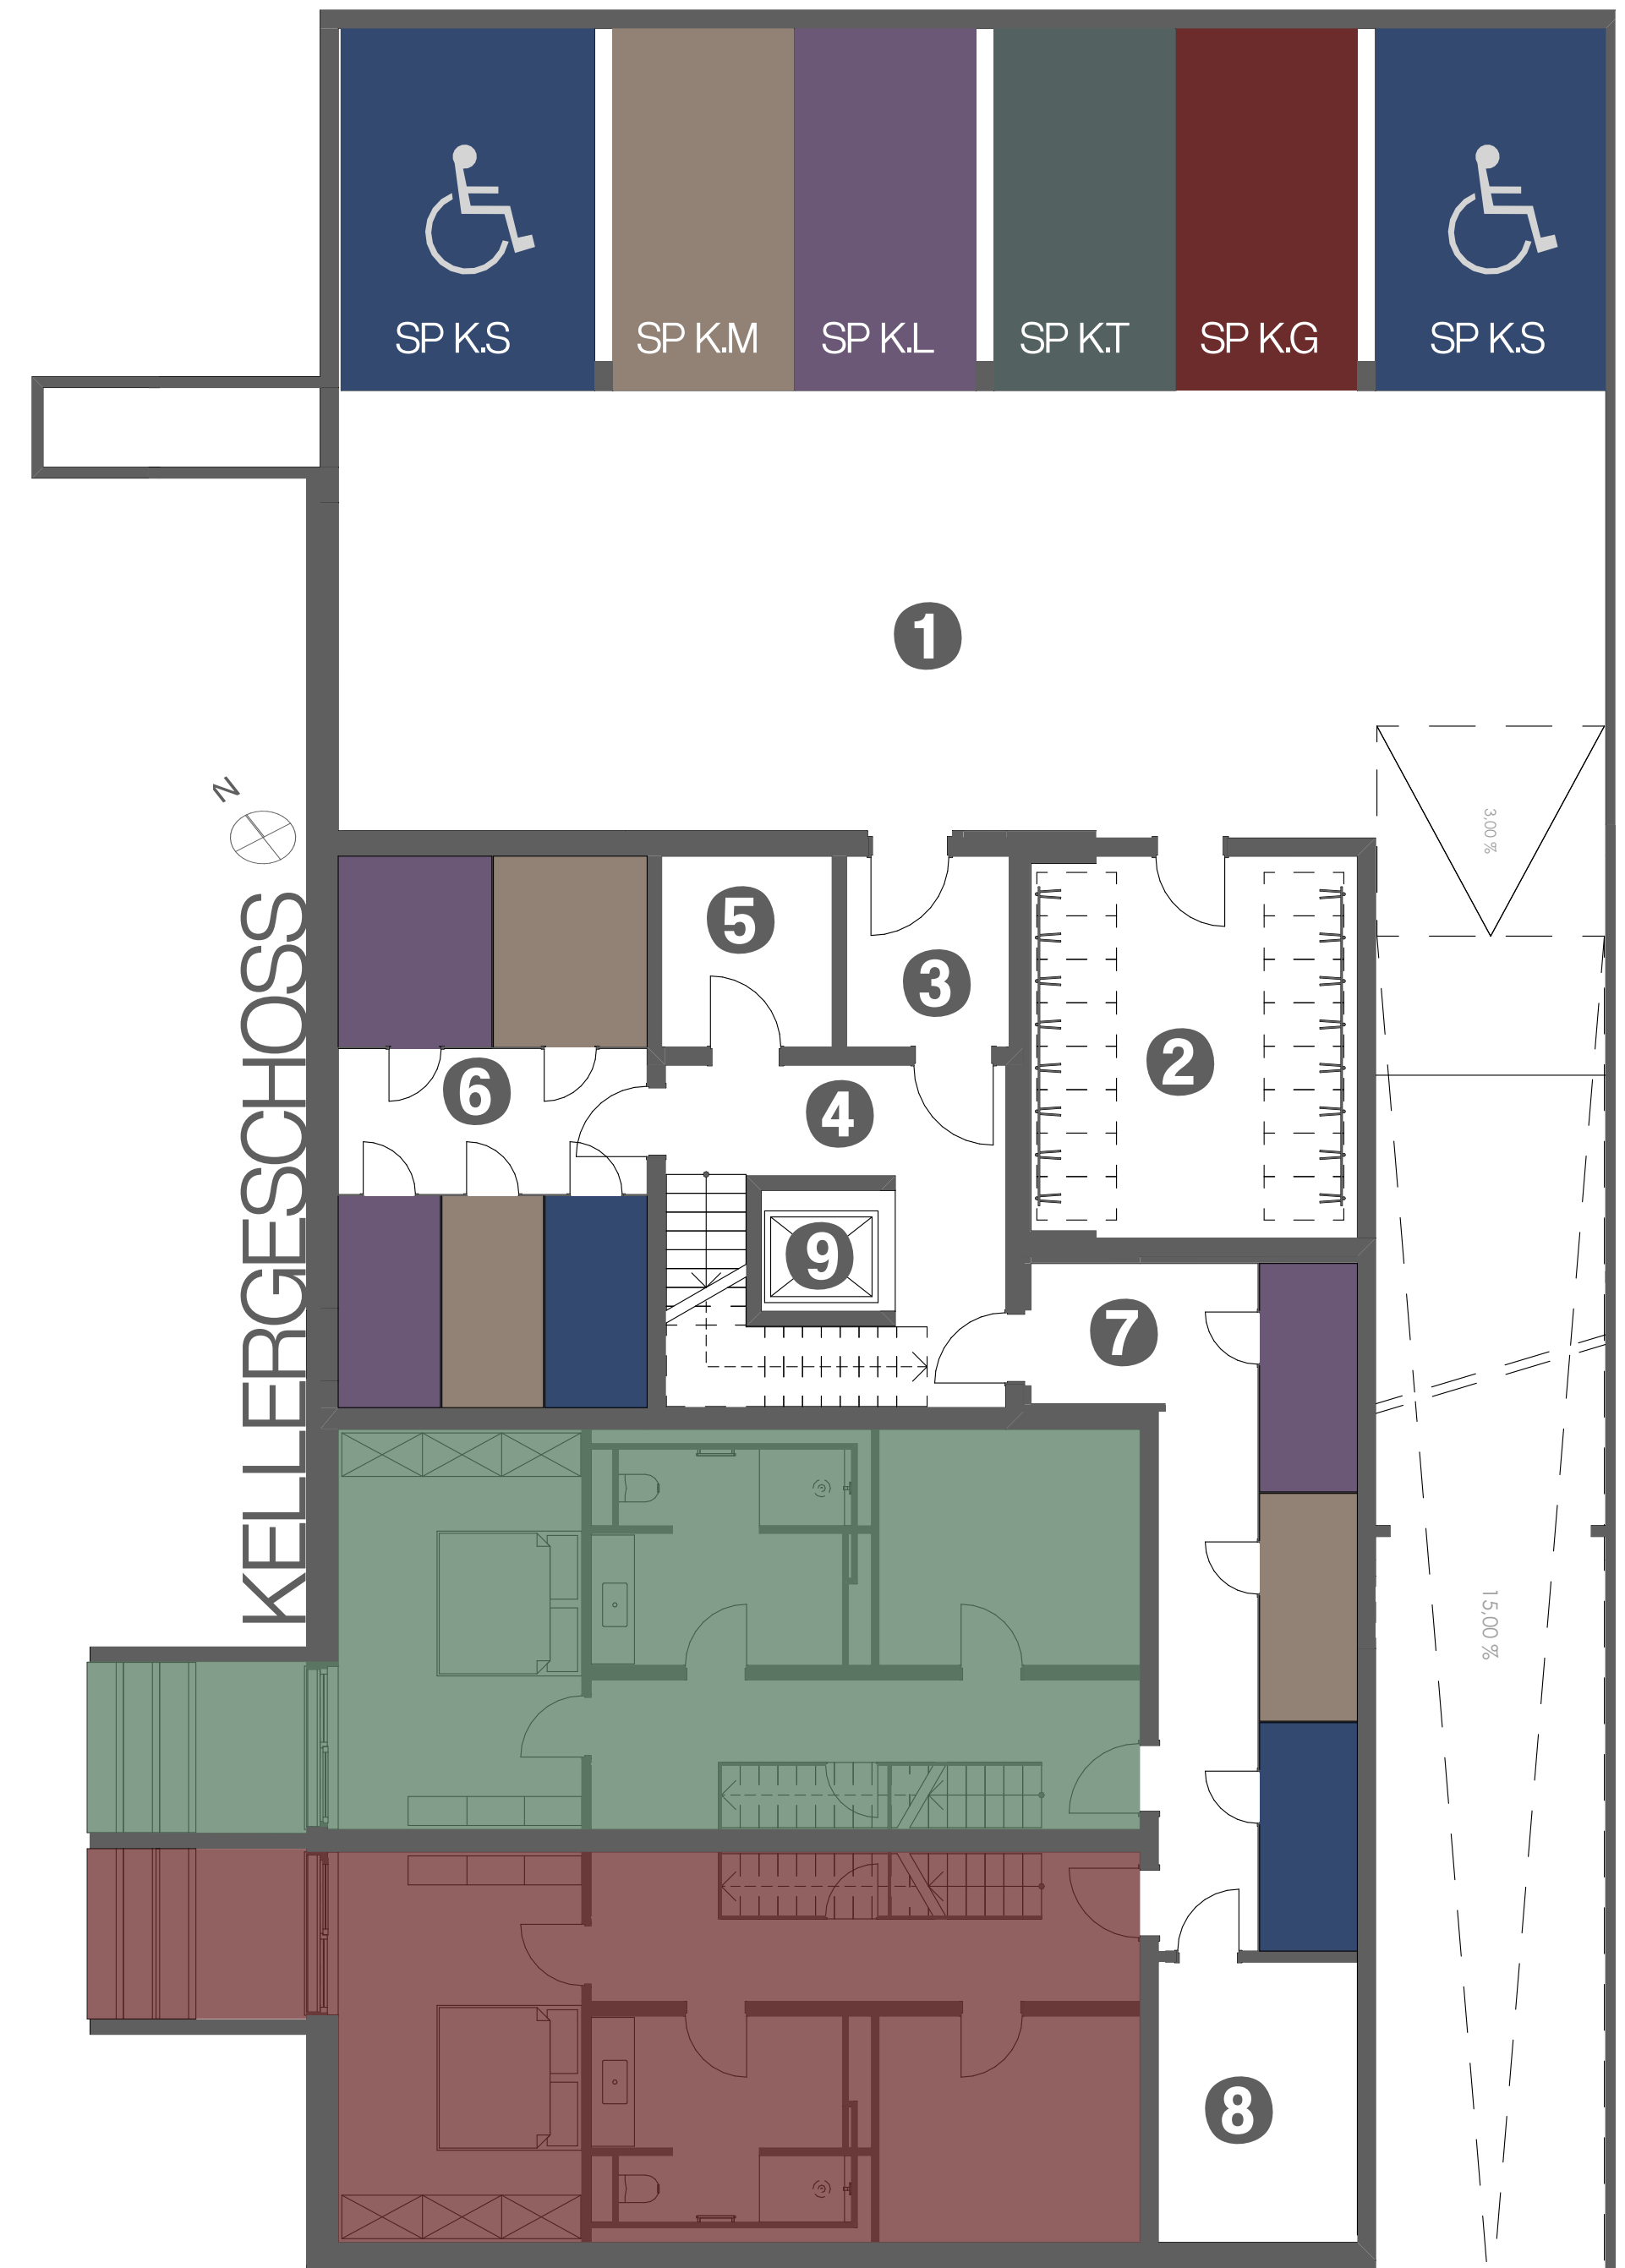 SP K.S
SP K.M
SP K.L
SP K.T
SP K.G
SP K.S
1
N
3,00 %
KELLERGESCHOSS
5
3
2
6
4
9
7
15,00 %
8